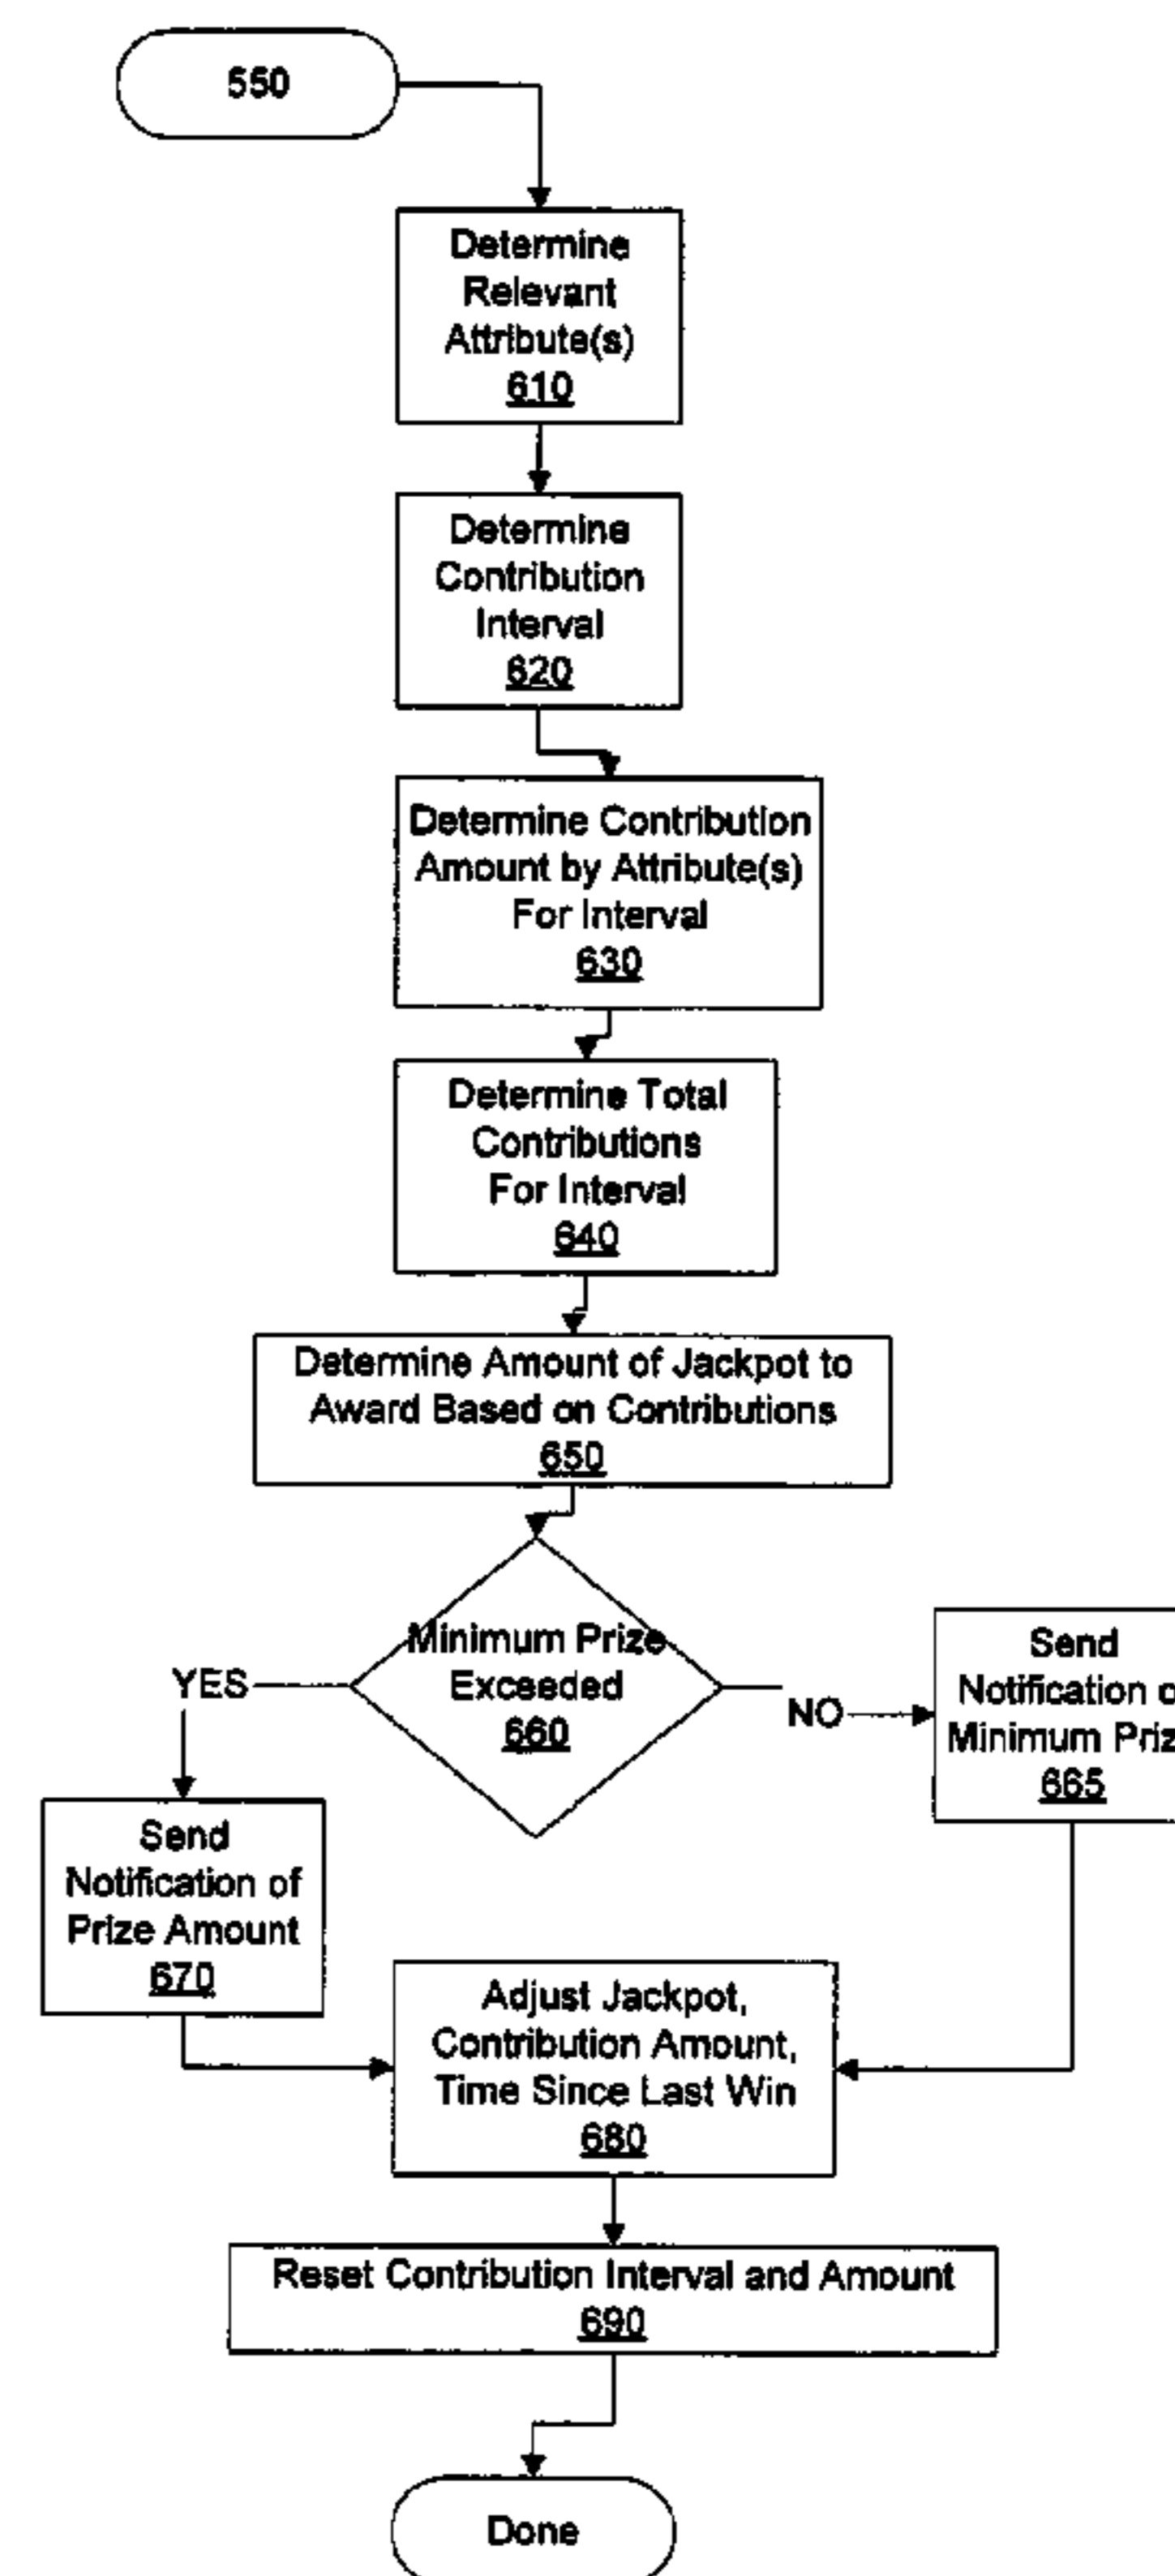 550
Determine
Relevant
Attribute(s)
610
Determine
Contribution
Interval
620
Determine Contribution
Amount by Attribute(s)
For Interval
630
Determine Total
Contributions
For Interval
640
Determine Amount of Jackpot to
Award Based on Contributions
650
Minimum Prize
Exceeded
660
YES
NO
Send
Notification
Minimum
665
Send
Notification of
Prize Amount
670
Adjust Jackpot,
Contribution Amount,
Time Since Last Win
680
Reset Contribution Interval and Amount
690
Done